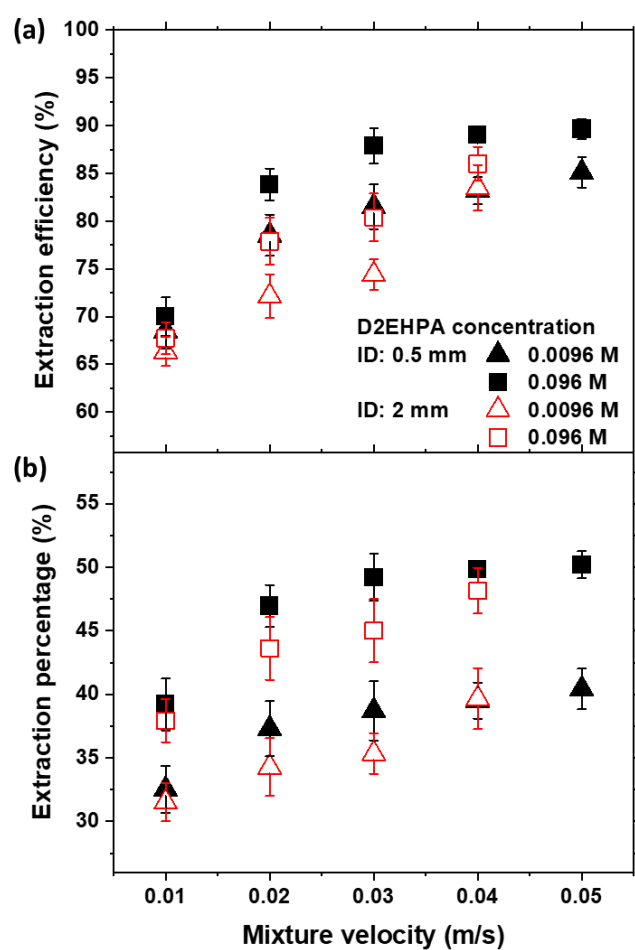 (a)
100
95
90
85
80
75
70
65
60
Extraction efficiency (%)
D2EHPA concentration
ID: 0.5 mm 0.0096 M
0.096 M
ID: 2 mm 0.0096 M
0.096 M
(b)
55
50
45
40
35
30
Extraction percentage (%)
0.01 0.02 0.03 0.04 0.05
Mixture velocity (m/s)